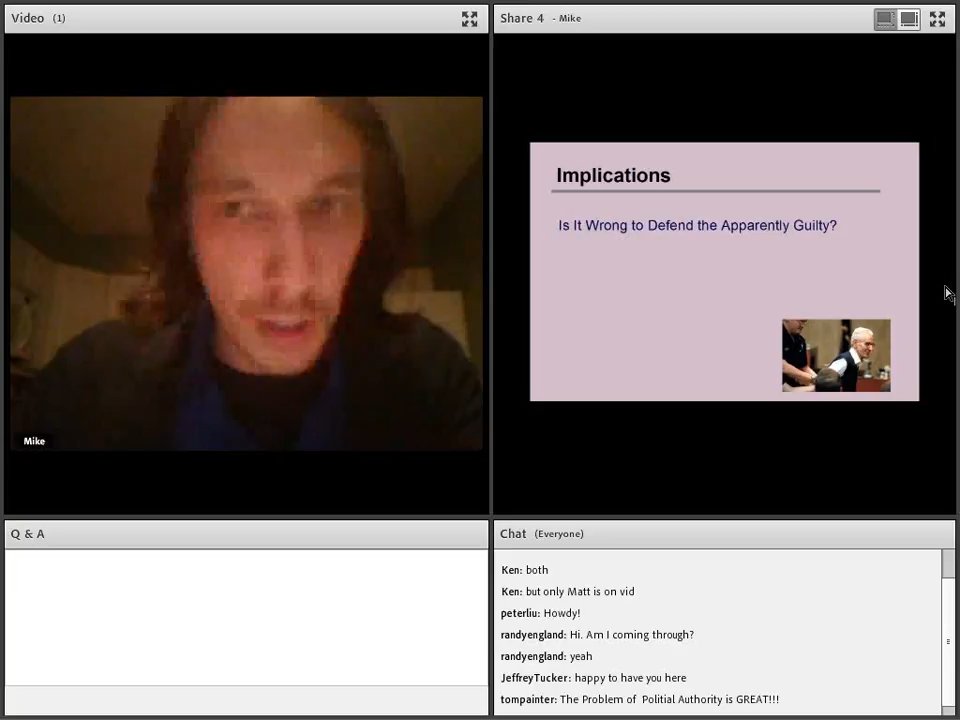 Video (1)
Mike
Share 4 - Mike
Implications
Is It Wrong to Defend the Apparently Guilty?
Q & A
Chat (Everyone)
Ken: both
Ken: but only Matt is on vid
peterliu: Howdy!
randyengland: Hi. Am I coming through?
randyengland: yeah
JeffreyTucker: happy to have you here
tompainter: The Problem of Politial Authority is GREAT!!!